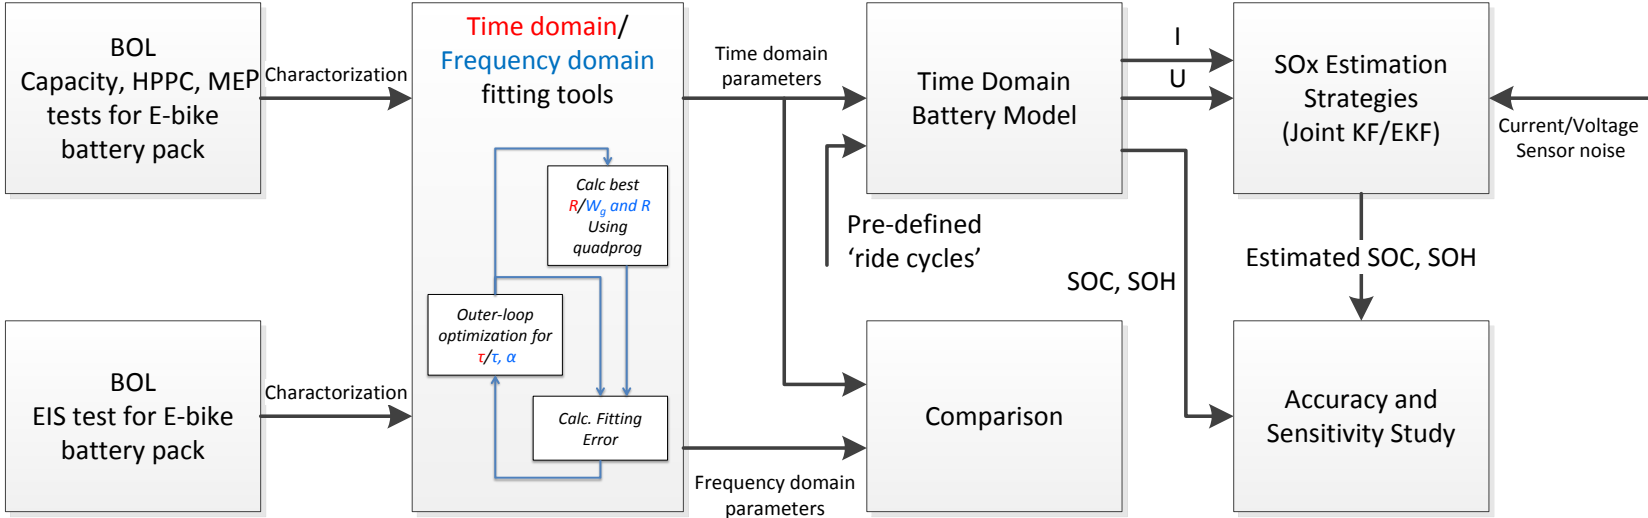 BOL
Capacity, HPPC, MEP
tests for E-bike
battery pack
Charactorization
Time domain/
Frequency domain
fitting tools
Calc best
R/Wg and R
Using
quadprog
Outer-loop
optimization for
τ/τ, α
Calc. Fitting
Error
BOL
EIS test for E-bike
battery pack
Charactorization
Time domain
parameters
Time Domain
Battery Model
Pre-defined
‘ride cycles’
I
U
SOx Estimation
Strategies
(Joint KF/EKF)
Current/Voltage
Sensor noise
SOC, SOH
Estimated SOC, SOH
Comparison
Frequency domain
parameters
Accuracy and
Sensitivity Study